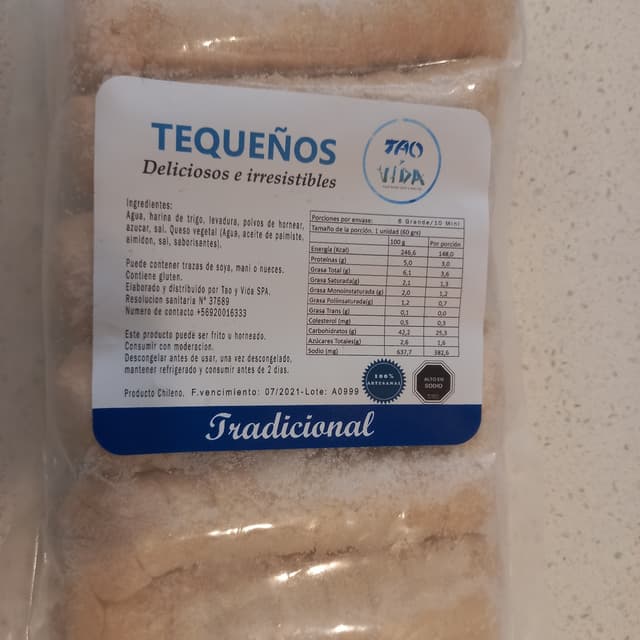 TEQUEÑOS
Deliciosos e irresistibles
TAO
VIDA
Ingredientes:
Agua, harina de trigo, levadura, polvos de hornear,
azucar, sal. Queso vegetal (Agua, aceite de palmiste,
almidon, sal, saborisantes).
Puede contener trazas de soya, mani o nueces.
Contiene gluten.
Elaborado y distribuido por Tao y Vida SPA.
Resolucion sanitaria N° 37689
Numero de contacto +56920016333
Este producto puede ser frito u horneado.
Consumir con moderacion.
Descongelar antes de usar, una vez descongelado,
mantener refrigerado y consumir antes de 2 dias.
Producto Chileno. F.vencimiento: 07/2021-Lote: A0999
Porciones por envase: 6 Grande/10 Mini
Tamaño de la porción. 1 unidad (60 grs)
100 g Por porción
Energía (Kcal) 246,6 148,0
Proteínas (g) 5,0 3,0
Grasa Total (g) 6,1 3,6
Grasa Saturada(g) 2,1 1,3
Grasa Monoinsaturada (g) 2,0 1,2
Grasa Poliinsaturada(g) 1,2 0,7
Grasa Trans (g) 0,1 0,0
Colesterol (mg) 0,5 0,3
Carbohidratos (g) 42,2 25,3
Azúcares Totales(g) 2,6 1,6
Sodio (mg) 637,7 382,6
100%
ARTESANAL
ALTO EN
SODIO
Tradicional